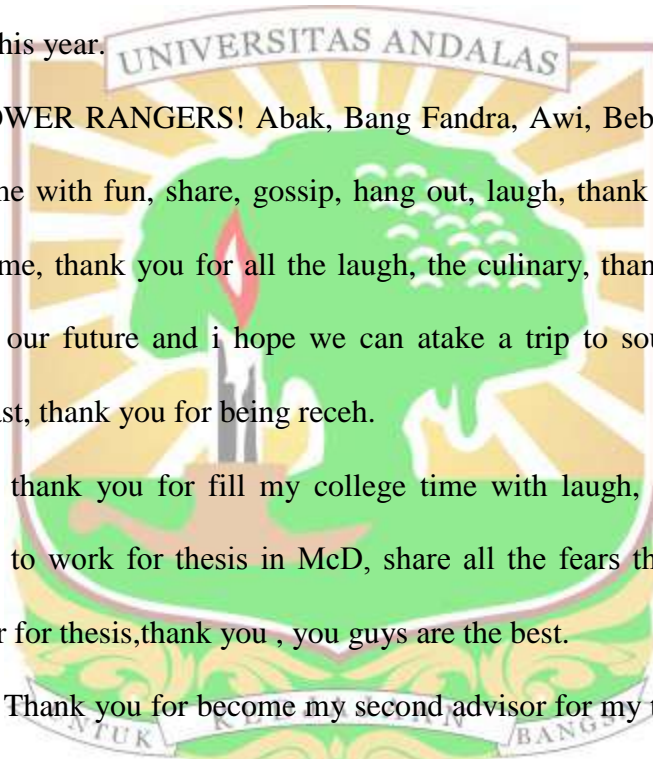 his year.
UNIVERSITAS ANDALAS
OWER RANGERS! Abak, Bang Fandra, Awi, Beb
ne with fun, share, gossip, hang out, laugh, thank
me, thank you for all the laugh, the culinary, than
our future and i hope we can atake a trip to sou
ast, thank you for being receh.
thank you for fill my college time with laugh,
to work for thesis in McD, share all the fears th
r for thesis,thank you , you guys are the best.
Thank you for become my second advisor for my t
NTUK KEDJAJAAN BANGS